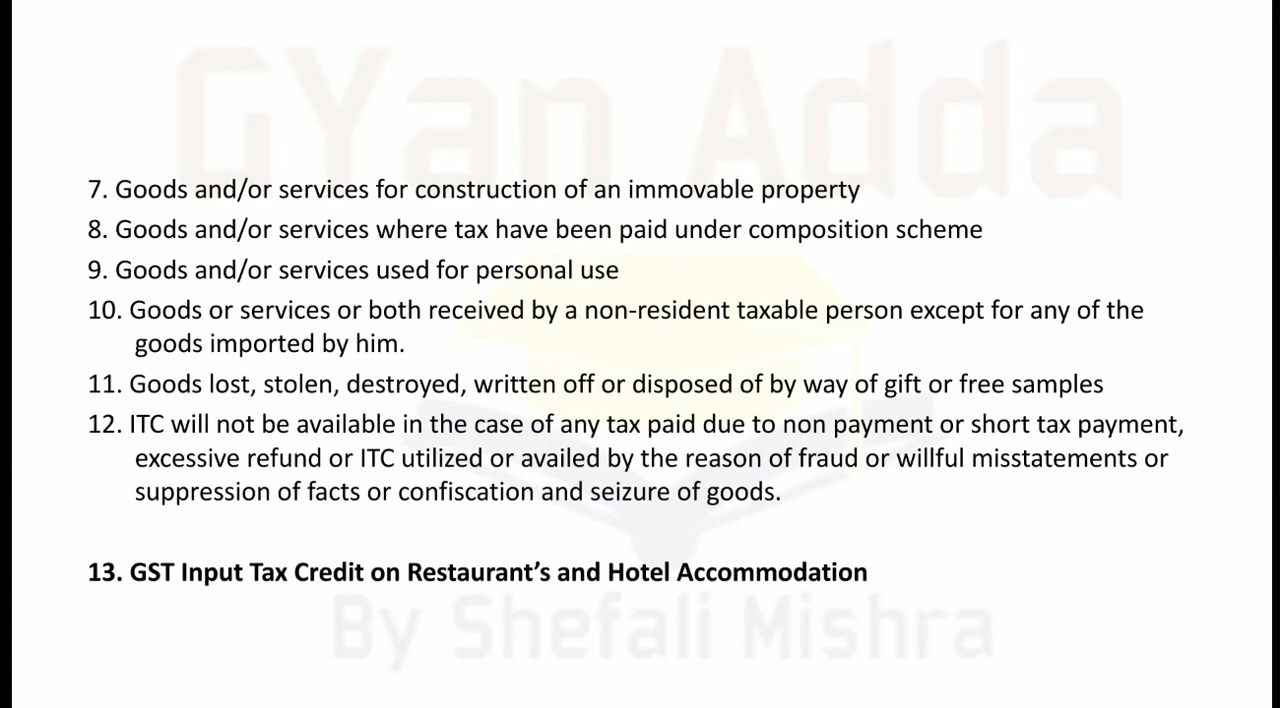 GYan Adda
7. Goods and/or services for construction of an immovable property
8. Goods and/or services where tax have been paid under composition scheme
9. Goods and/or services used for personal use
10. Goods or services or both received by a non-resident taxable person except for any of the
goods imported by him.
11. Goods lost, stolen, destroyed, written off or disposed of by way of gift or free samples
12. ITC will not be available in the case of any tax paid due to non payment or short tax payment,
excessive refund or ITC utilized or availed by the reason of fraud or willful misstatements or
suppression of facts or confiscation and seizure of goods.
13. GST Input Tax Credit on Restaurant’s and Hotel Accommodation
By Shefali Mishra